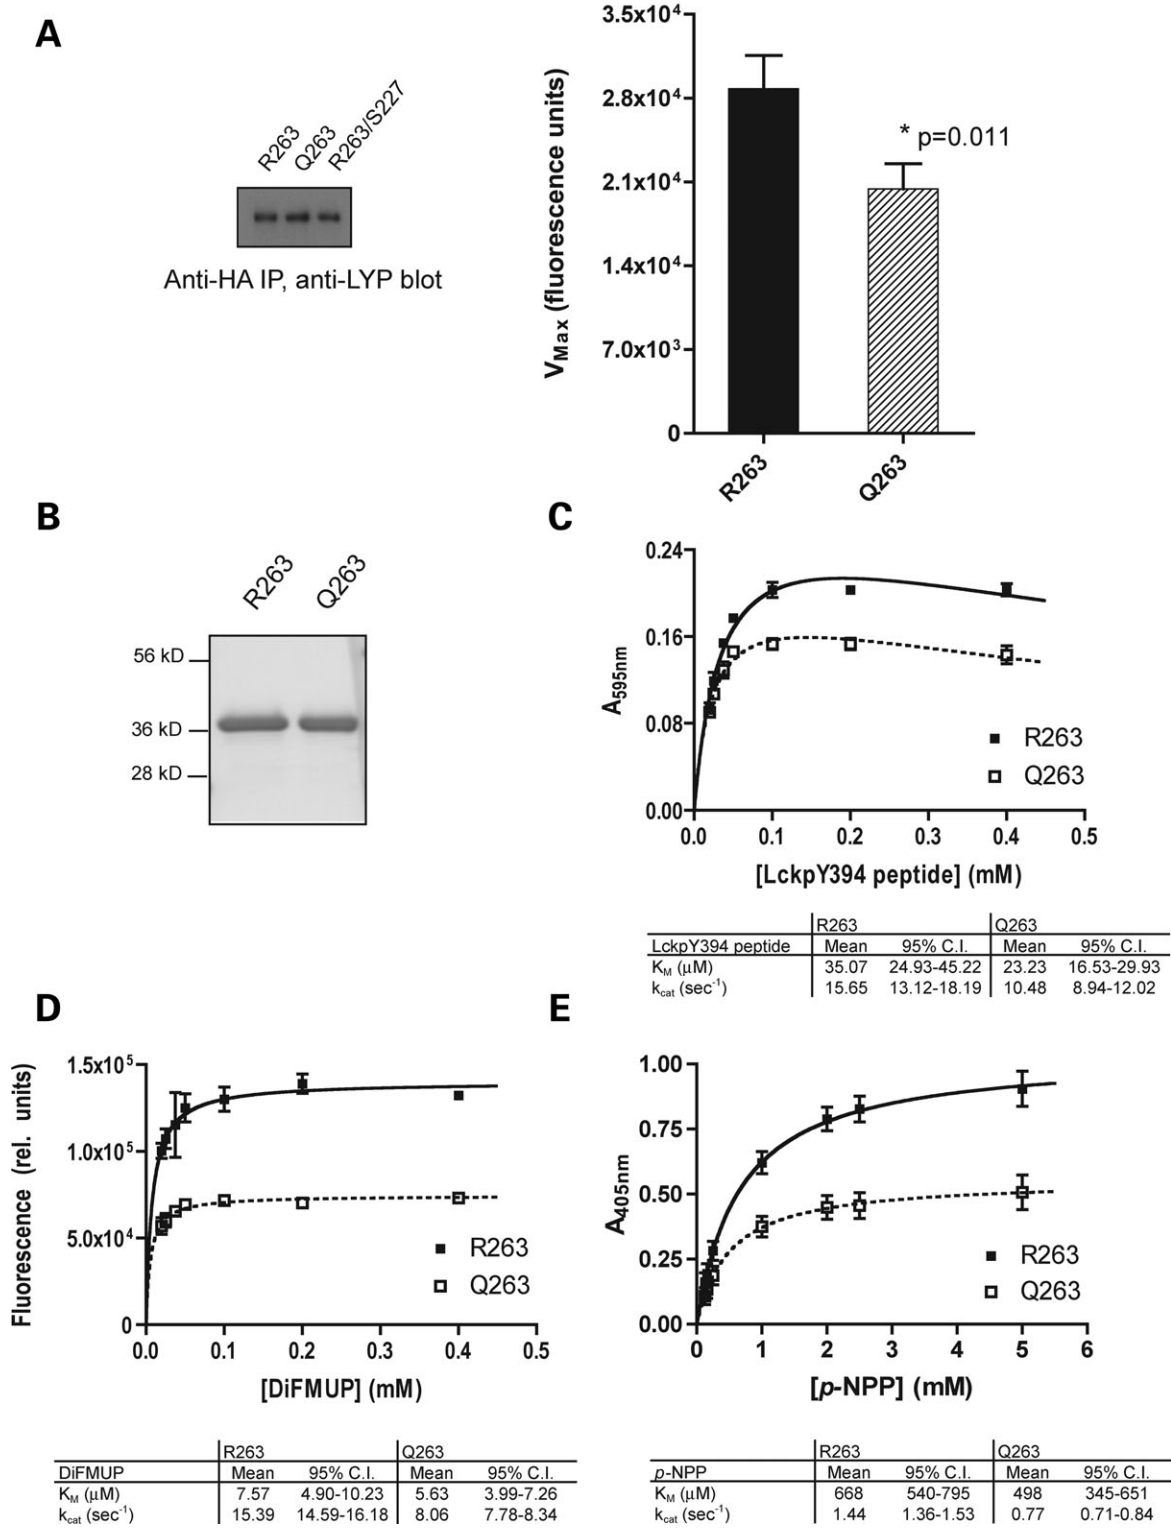 A
R263 Q263 R263/S227
Anti-HA IP, anti-LYP blot
V_Max (fluorescence units)
3.5x10⁴
2.8x10⁴
2.1x10⁴
1.4x10⁴
7.0x10³
0
* p=0.011
R263 Q263
B
R263 Q263
56 kD
36 kD
28 kD
C
A595nm
0.24
0.16
0.08
0.00
0.0 0.1 0.2 0.3 0.4 0.5
R263
Q263
[LckpY394 peptide] (mM)
R263 Q263
LckpY394 peptide Mean 95% C.I. Mean 95% C.I.
K_M (µM) 35.07 24.93-45.22 23.23 16.53-29.93
k_cat (sec⁻¹) 15.65 13.12-18.19 10.48 8.94-12.02
D
Fluorescence (rel. units)
1.5x10⁵
1.0x10⁵
5.0x10⁴
0
0.0 0.1 0.2 0.3 0.4 0.5
R263
Q263
[DiFMUP] (mM)
R263 Q263
DiFMUP Mean 95% C.I. Mean 95% C.I.
K_M (µM) 7.57 4.90-10.23 5.63 3.99-7.26
k_cat (sec⁻¹) 15.39 14.59-16.18 8.06 7.78-8.34
E
A405nm
1.00
0.75
0.50
0.25
0.00
0 1 2 3 4 5 6
R263
Q263
[p-NPP] (mM)
R263 Q263
p-NPP Mean 95% C.I. Mean 95% C.I.
K_M (µM) 668 540-795 498 345-651
k_cat (sec⁻¹) 1.44 1.36-1.53 0.77 0.71-0.84